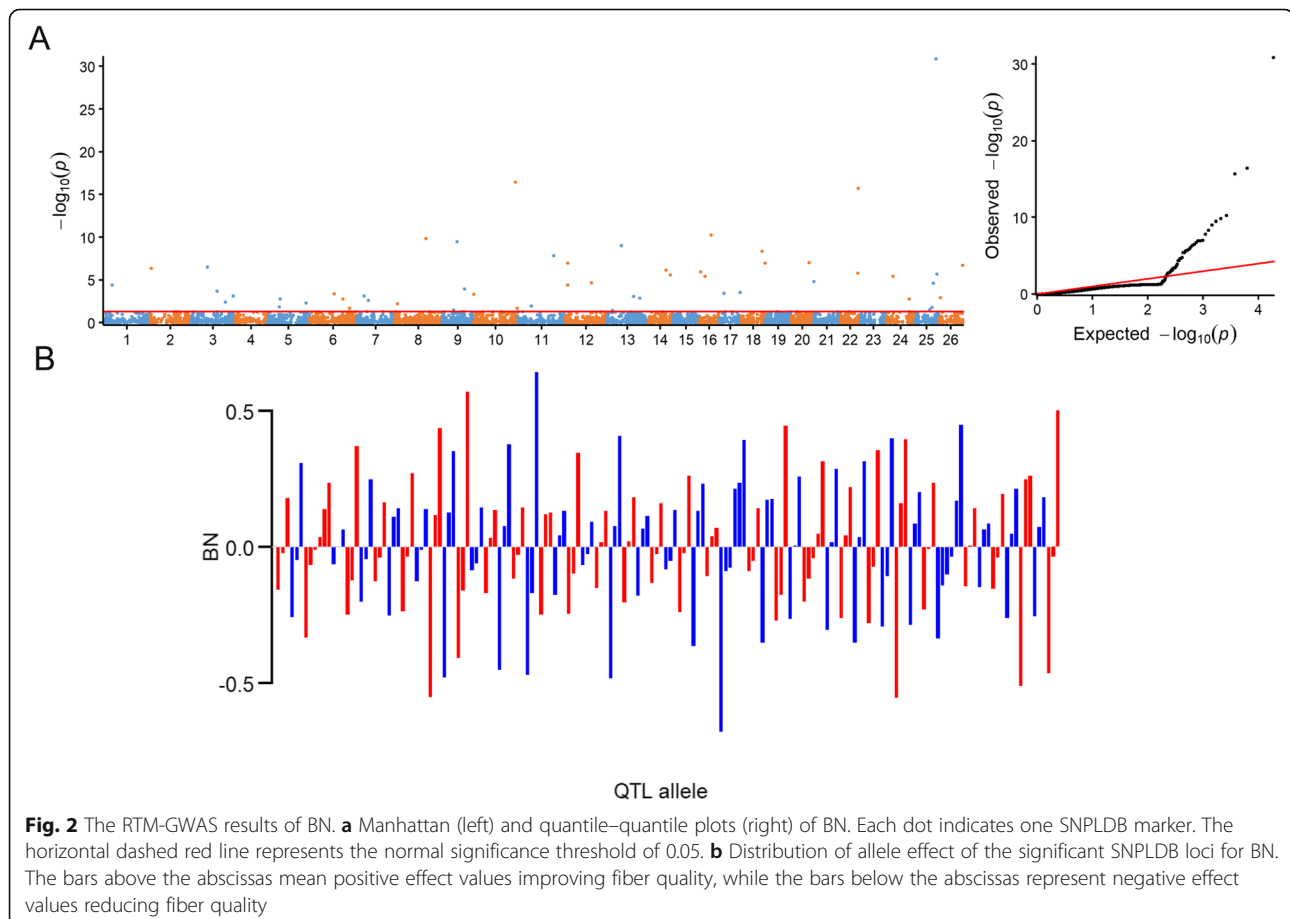 A
30
25
20
15
10
5
0
−log₁₀(p)
1 2 3 4 5 6 7 8 9 10 11 12 13 14 15 16 17 18 19 20 21 22 23 24 25 26
30
20
10
0
Observed −log₁₀(p)
0 1 2 3 4
Expected −log₁₀(p)
B
0.5
0.0
-0.5
BN
QTL allele
Fig. 2 The RTM-GWAS results of BN. a Manhattan (left) and quantile–quantile plots (right) of BN. Each dot indicates one SNPLDB marker. The
horizontal dashed red line represents the normal significance threshold of 0.05. b Distribution of allele effect of the significant SNPLDB loci for BN.
The bars above the abscissas mean positive effect values improving fiber quality, while the bars below the abscissas represent negative effect
values reducing fiber quality